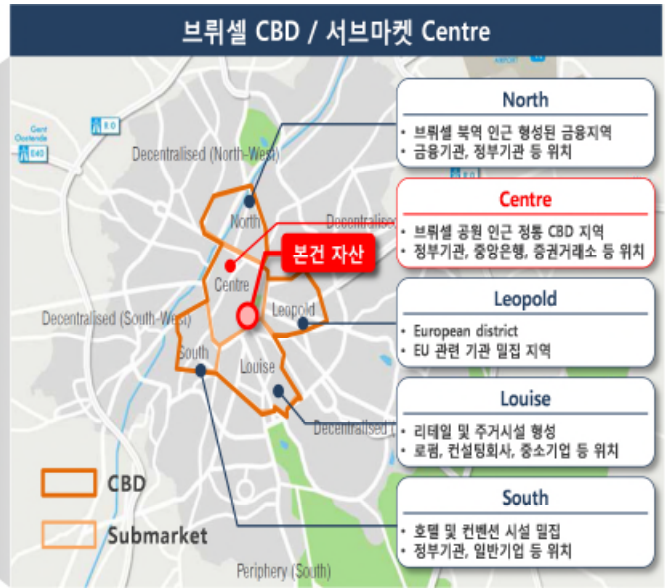 브뤼셀 CBD / 서브마켓 Centre
North
• 브뤼셀 북역 인근 형성된 금융지역
• 금융기관, 정부기관 등 위치
Centre
• 브뤼셀 공원 인근 정통 CBD 지역
• 정부기관, 중앙은행, 증권거래소 등 위치
Leopold
• European district
• EU 관련 기관 밀집 지역
Louise
• 리테일 및 주거시설 형성
• 로펌, 컨설팅회사, 중소기업 등 위치
South
• 호텔 및 컨벤션 시설 밀집
• 정부기관, 일반기업 등 위치
Gent
Oostende
E40
R0
Decentralised (North-West)
North
Decentralised
본건 자산
Centre
Leopold
Decentralised (South-West)
South
Louise
Decentralised (
CBD
Submarket
Periphery (South)